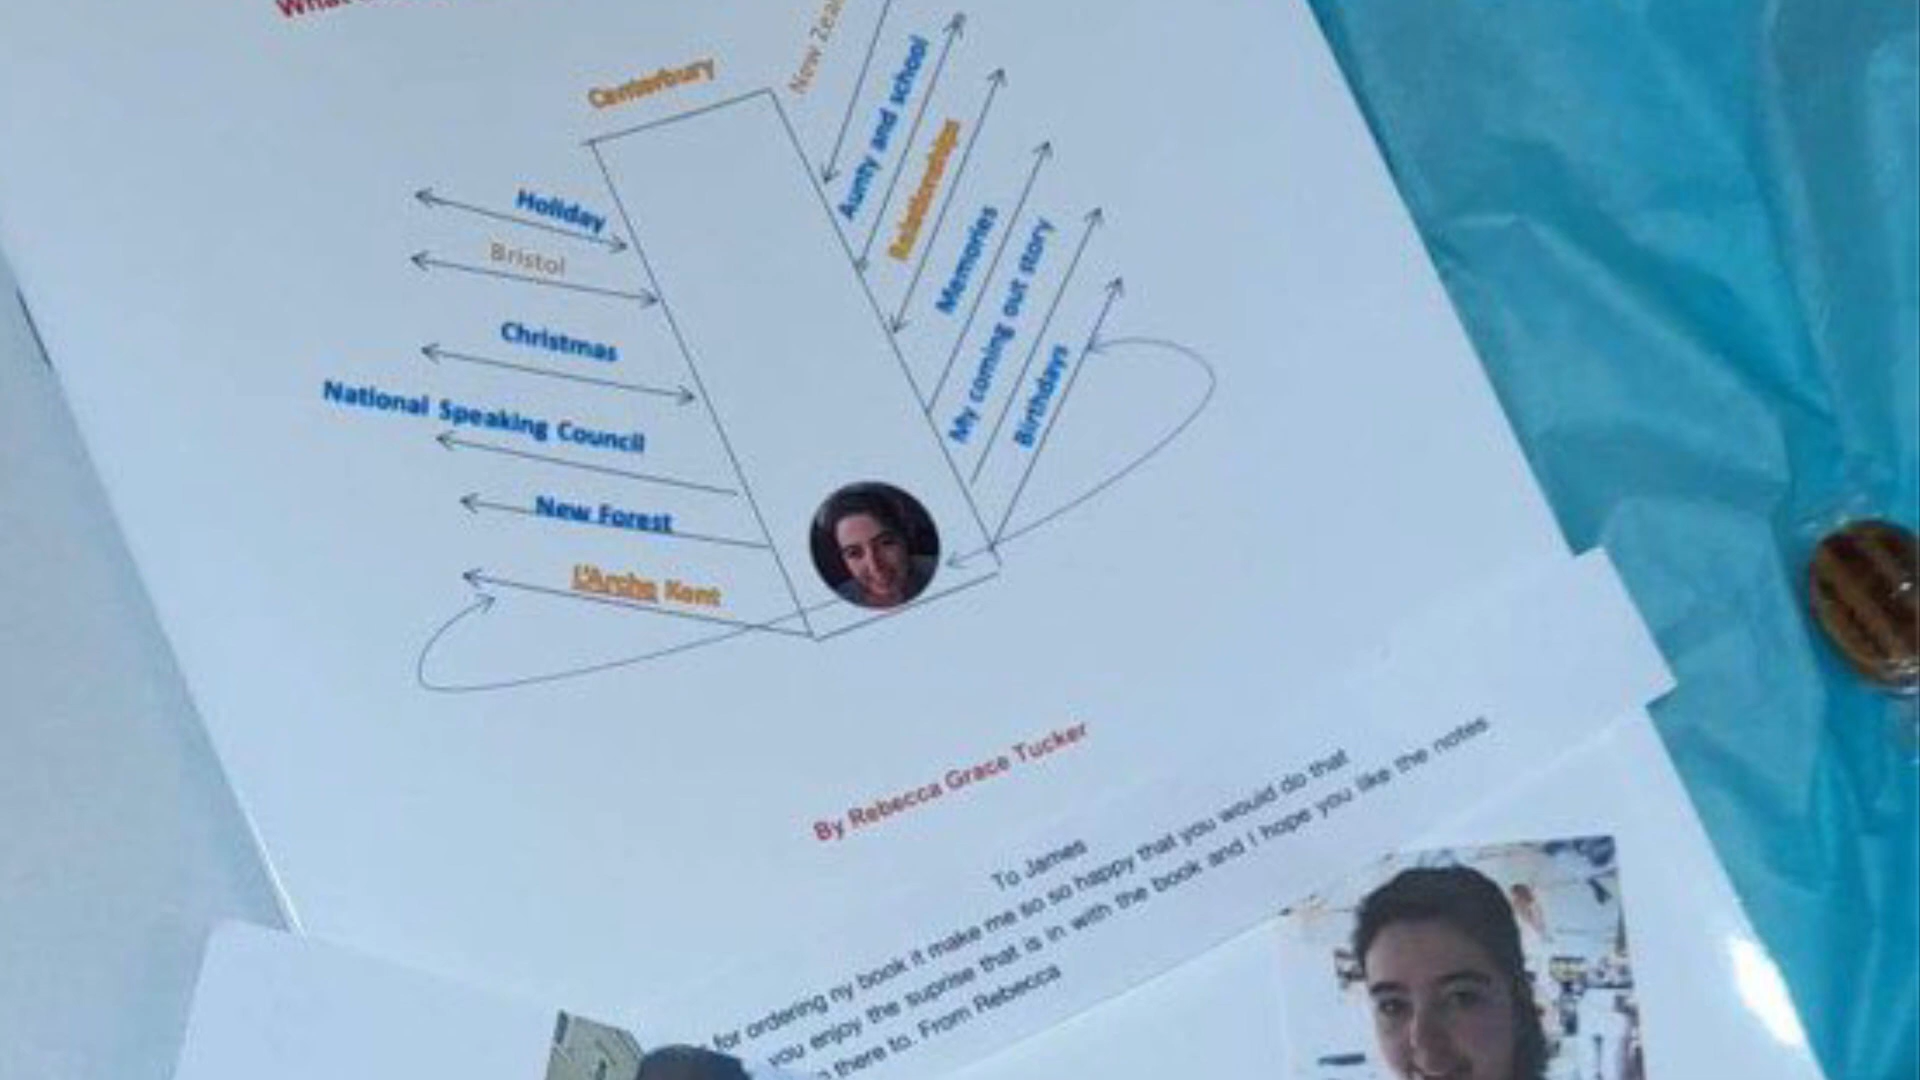 What
Canterbury
New Zea
Holiday
Bristol
Christmas
National Speaking Council
New Forest
L'Arche Kent
Aunty and school
Relationships
Memories
My coming out story
Birthdays
By Rebecca Grace Tucker
To James
for ordering ny book it make me so so happy that you would do that
you enjoy the suprise that is in with the book and I hope you like the notes
there to. From Rebecca